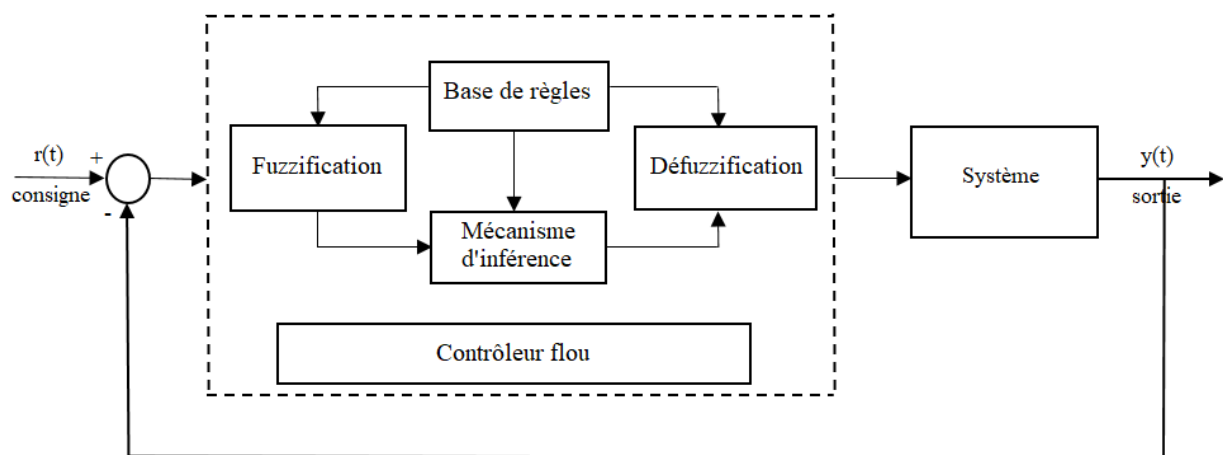 Base de règles
r(t)
+
consigne
-
Fuzzification
Défuzzification
Mécanisme
d'inférence
Contrôleur flou
Système
y(t)
sortie